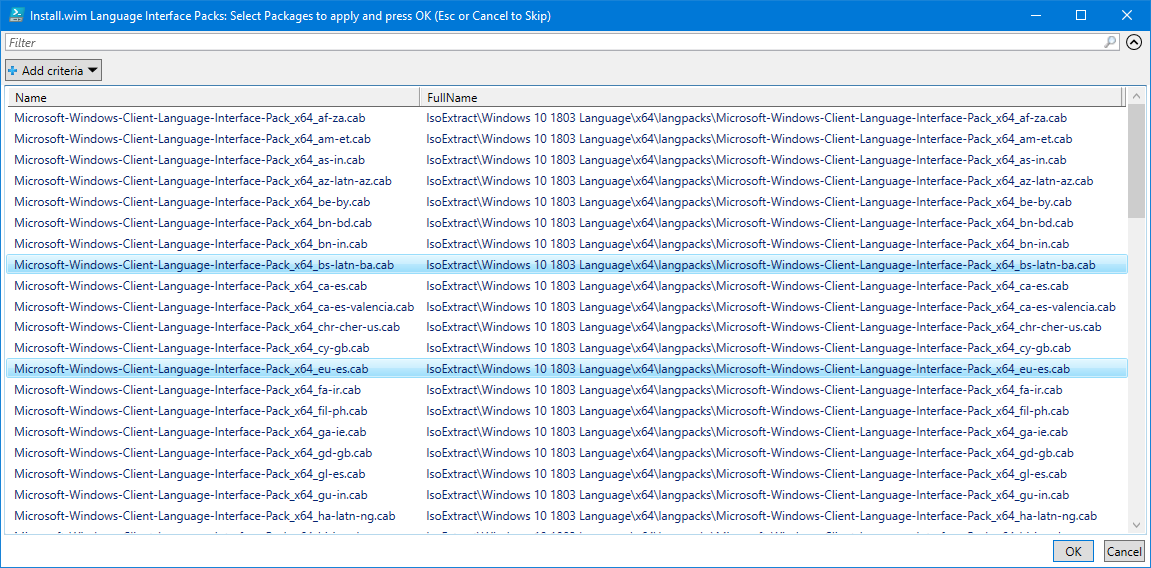 Install.wim Language Interface Packs: Select Packages to apply and press OK (Esc or Cancel to Skip)
Filter
Add criteria
Name FullName
Microsoft-Windows-Client-Language-Interface-Pack_x64_af-za.cab IsoExtract\Windows 10 1803 Language\x64\langpacks\Microsoft-Windows-Client-Language-Interface-Pack_x64_af-za.cab
Microsoft-Windows-Client-Language-Interface-Pack_x64_am-et.cab IsoExtract\Windows 10 1803 Language\x64\langpacks\Microsoft-Windows-Client-Language-Interface-Pack_x64_am-et.cab
Microsoft-Windows-Client-Language-Interface-Pack_x64_as-in.cab IsoExtract\Windows 10 1803 Language\x64\langpacks\Microsoft-Windows-Client-Language-Interface-Pack_x64_as-in.cab
Microsoft-Windows-Client-Language-Interface-Pack_x64_az-latn-az.cab IsoExtract\Windows 10 1803 Language\x64\langpacks\Microsoft-Windows-Client-Language-Interface-Pack_x64_az-latn-az.cab
Microsoft-Windows-Client-Language-Interface-Pack_x64_be-by.cab IsoExtract\Windows 10 1803 Language\x64\langpacks\Microsoft-Windows-Client-Language-Interface-Pack_x64_be-by.cab
Microsoft-Windows-Client-Language-Interface-Pack_x64_bn-bd.cab IsoExtract\Windows 10 1803 Language\x64\langpacks\Microsoft-Windows-Client-Language-Interface-Pack_x64_bn-bd.cab
Microsoft-Windows-Client-Language-Interface-Pack_x64_bn-in.cab IsoExtract\Windows 10 1803 Language\x64\langpacks\Microsoft-Windows-Client-Language-Interface-Pack_x64_bn-in.cab
Microsoft-Windows-Client-Language-Interface-Pack_x64_bs-latn-ba.cab IsoExtract\Windows 10 1803 Language\x64\langpacks\Microsoft-Windows-Client-Language-Interface-Pack_x64_bs-latn-ba.cab
Microsoft-Windows-Client-Language-Interface-Pack_x64_ca-es.cab IsoExtract\Windows 10 1803 Language\x64\langpacks\Microsoft-Windows-Client-Language-Interface-Pack_x64_ca-es.cab
Microsoft-Windows-Client-Language-Interface-Pack_x64_ca-es-valencia.cab IsoExtract\Windows 10 1803 Language\x64\langpacks\Microsoft-Windows-Client-Language-Interface-Pack_x64_ca-es-valencia.cab
Microsoft-Windows-Client-Language-Interface-Pack_x64_chr-cher-us.cab IsoExtract\Windows 10 1803 Language\x64\langpacks\Microsoft-Windows-Client-Language-Interface-Pack_x64_chr-cher-us.cab
Microsoft-Windows-Client-Language-Interface-Pack_x64_cy-gb.cab IsoExtract\Windows 10 1803 Language\x64\langpacks\Microsoft-Windows-Client-Language-Interface-Pack_x64_cy-gb.cab
Microsoft-Windows-Client-Language-Interface-Pack_x64_eu-es.cab IsoExtract\Windows 10 1803 Language\x64\langpacks\Microsoft-Windows-Client-Language-Interface-Pack_x64_eu-es.cab
Microsoft-Windows-Client-Language-Interface-Pack_x64_fa-ir.cab IsoExtract\Windows 10 1803 Language\x64\langpacks\Microsoft-Windows-Client-Language-Interface-Pack_x64_fa-ir.cab
Microsoft-Windows-Client-Language-Interface-Pack_x64_fil-ph.cab IsoExtract\Windows 10 1803 Language\x64\langpacks\Microsoft-Windows-Client-Language-Interface-Pack_x64_fil-ph.cab
Microsoft-Windows-Client-Language-Interface-Pack_x64_ga-ie.cab IsoExtract\Windows 10 1803 Language\x64\langpacks\Microsoft-Windows-Client-Language-Interface-Pack_x64_ga-ie.cab
Microsoft-Windows-Client-Language-Interface-Pack_x64_gd-gb.cab IsoExtract\Windows 10 1803 Language\x64\langpacks\Microsoft-Windows-Client-Language-Interface-Pack_x64_gd-gb.cab
Microsoft-Windows-Client-Language-Interface-Pack_x64_gl-es.cab IsoExtract\Windows 10 1803 Language\x64\langpacks\Microsoft-Windows-Client-Language-Interface-Pack_x64_gl-es.cab
Microsoft-Windows-Client-Language-Interface-Pack_x64_gu-in.cab IsoExtract\Windows 10 1803 Language\x64\langpacks\Microsoft-Windows-Client-Language-Interface-Pack_x64_gu-in.cab
Microsoft-Windows-Client-Language-Interface-Pack_x64_ha-latn-ng.cab IsoExtract\Windows 10 1803 Language\x64\langpacks\Microsoft-Windows-Client-Language-Interface-Pack_x64_ha-latn-ng.cab
OK Cancel